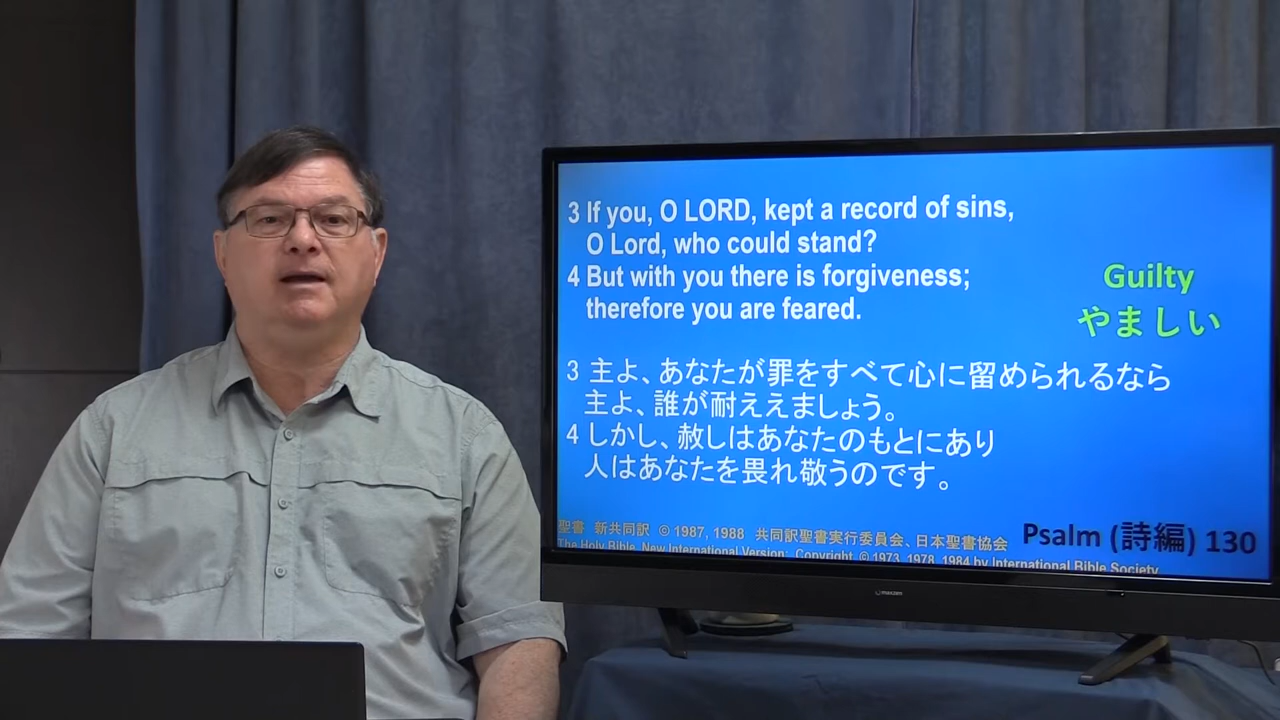 3 If you, O LORD, kept a record of sins,
O Lord, who could stand?
4 But with you there is forgiveness;
therefore you are feared.
Guilty
やましい
3 主よ、あなたが罪をすべて心に留められるなら
主よ、誰が耐ええましょう。
4 しかし、赦しはあなたのもとにあり
人はあなたを畏れ敬うのです。
聖書 新共同訳 © 1987, 1988 共同訳聖書実行委員会、日本聖書協会
The Holy Bible, New International Version; Copyright, © 1973, 1978, 1984 by International Bible Society
Psalm (詩編) 130
maxzen